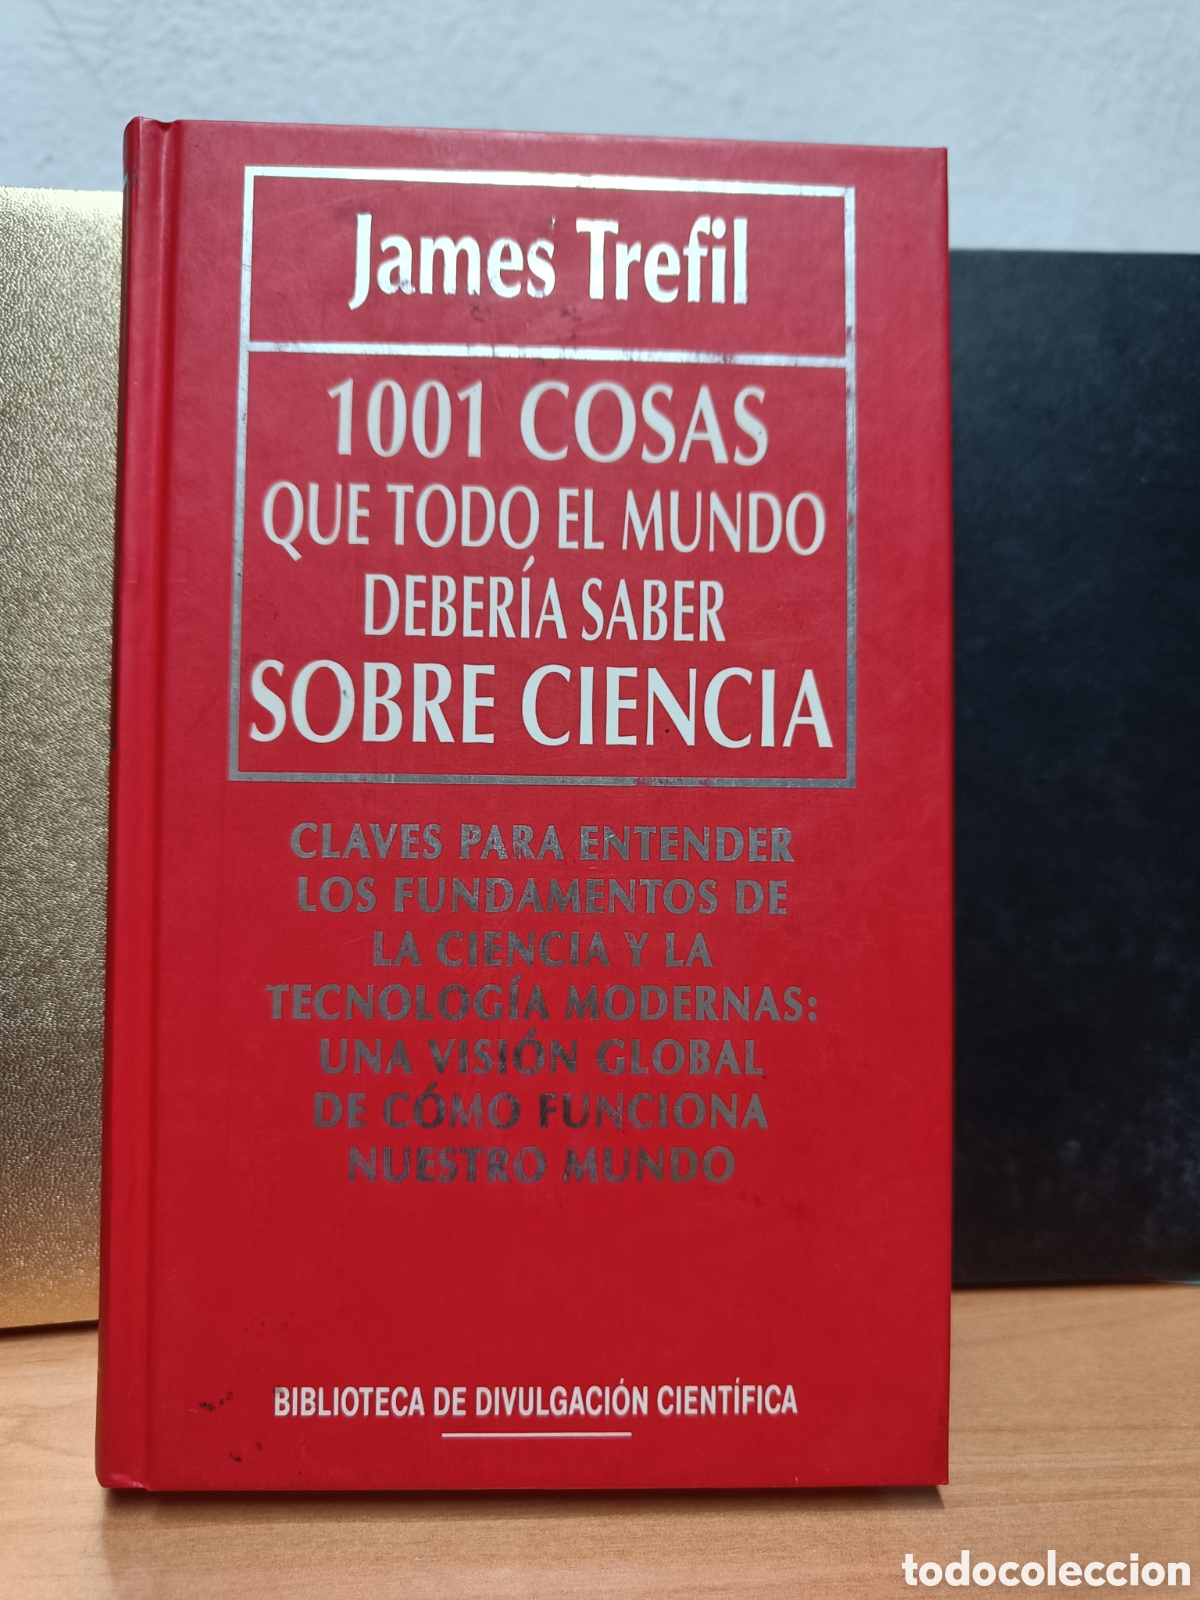 James Trefil
1001 COSAS
QUE TODO EL MUNDO
DEBERÍA SABER
SOBRE CIENCIA
CLAVES PARA ENTENDER
LOS FUNDAMENTOS DE
LA CIENCIA Y LA
TECNOLOGÍA MODERNAS:
UNA VISIÓN GLOBAL
DE CÓMO FUNCIONA
NUESTRO MUNDO
BIBLIOTECA DE DIVULGACIÓN CIENTÍFICA
todocoleccion